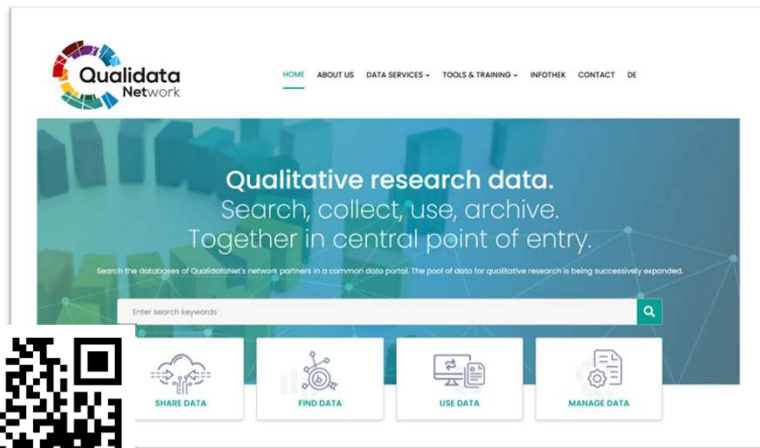 Qualidata
Network
HOME ABOUT US DATA SERVICES TOOLS & TRAINING INFOTHEK CONTACT DE
Qualitative research data.
Search, collect, use, archive.
Together in central point of entry.
Search the databases of QualidataNet's network partners in a common data portal. The pool of data for qualitative research is being successively expanded.
Enter search keywords
SHARE DATA FIND DATA USE DATA MANAGE DATA